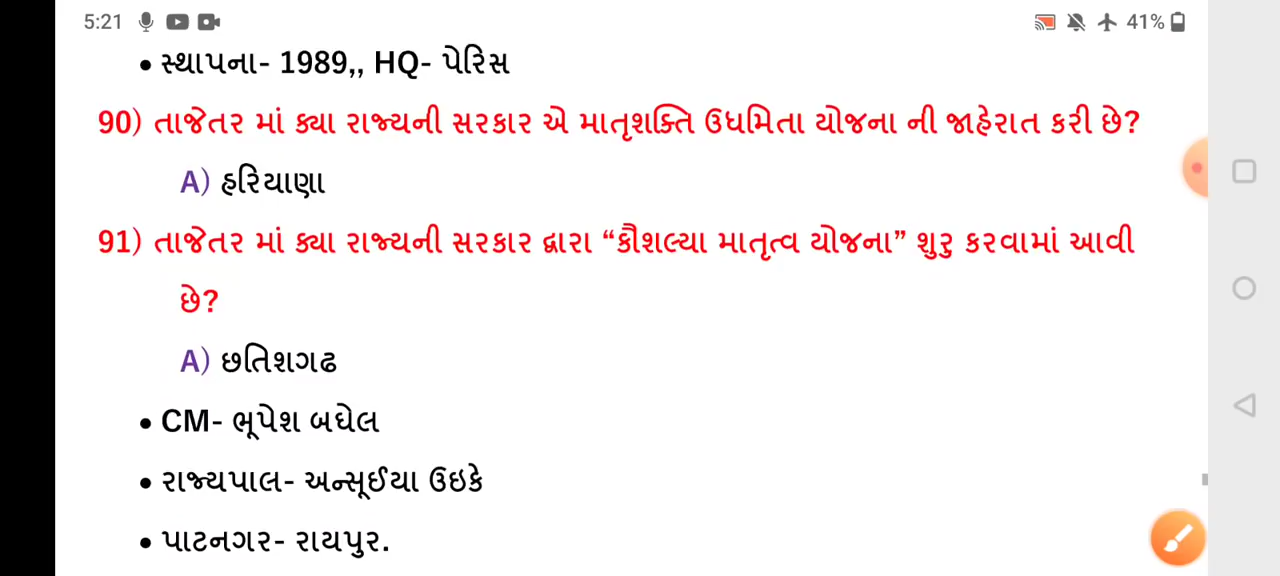 5:21 41%
• સ્થાપના- 1989,, HQ- પેરિસ
90) તાજેતર માં ક્યા રાજ્યની સરકાર એ માતૃશક્તિ ઉધમિતા યોજના ની જાહેરાત કરી છે?
A) હરિયાણા
91) તાજેતર માં ક્યા રાજ્યની સરકાર દ્વારા “કૌશલ્યા માતૃત્વ યોજના” શુરુ કરવામાં આવી
છે?
A) છતિશગઢ
• CM- ભૂપેશ બઘેલ
• રાજ્યપાલ- અન્સૂઈયા ઉઇકે
• પાટનગર- રાયપુર.